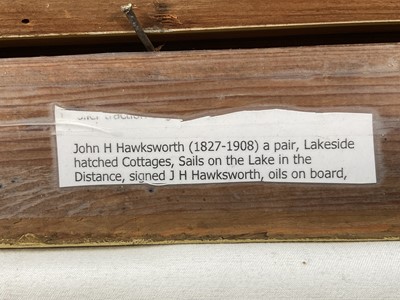 John H Hawksworth (1827-1908) a pair, Lakeside
hatched Cottages, Sails on the Lake in the
Distance, signed J H Hawksworth, oils on board,